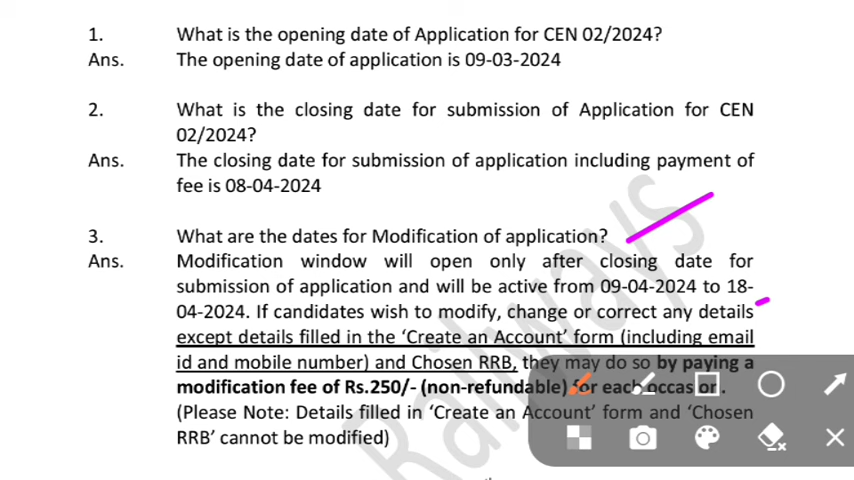 1. What is the opening date of Application for CEN 02/2024?
Ans. The opening date of application is 09-03-2024
2. What is the closing date for submission of Application for CEN
02/2024?
Ans. The closing date for submission of application including payment of
fee is 08-04-2024
3. What are the dates for Modification of application?
Ans. Modification window will open only after closing date for
submission of application and will be active from 09-04-2024 to 18-
04-2024. If candidates wish to modify, change or correct any details
except details filled in the ‘Create an Account’ form (including email
id and mobile number) and Chosen RRB, they may do so by paying a
modification fee of Rs.250/- (non-refundable) for each occasion.
(Please Note: Details filled in ‘Create an Account’ form and ‘Chosen
RRB’ cannot be modified)
Railways